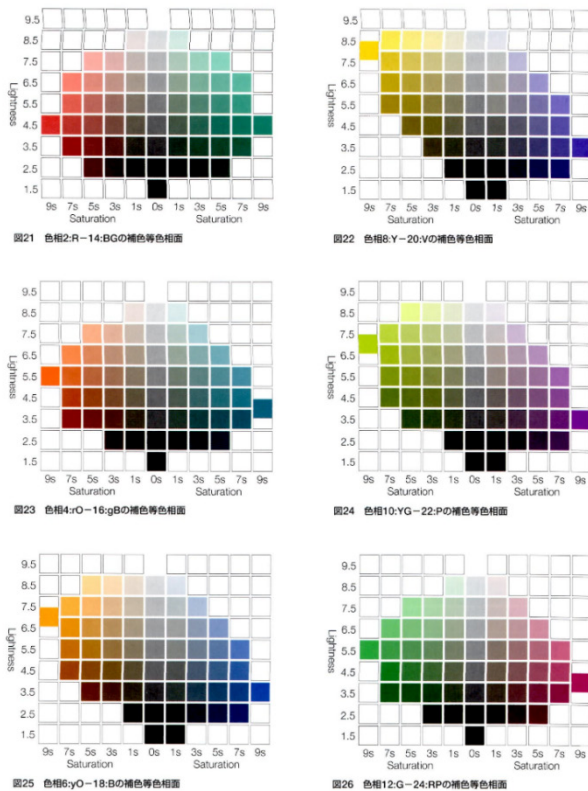 9.5
8.5
7.5
6.5
5.5
4.5
3.5
2.5
1.5
Lightness
9s 7s 5s 3s 1s 0s 1s 3s 5s 7s 9s
Saturation Saturation
図21 色相2:R−14:BGの補色等色相面
9.5
8.5
7.5
6.5
5.5
4.5
3.5
2.5
1.5
Lightness
9s 7s 5s 3s 1s 0s 1s 3s 5s 7s 9s
Saturation Saturation
図22 色相8:Y−20:Vの補色等色相面
9.5
8.5
7.5
6.5
5.5
4.5
3.5
2.5
1.5
Lightness
9s 7s 5s 3s 1s 0s 1s 3s 5s 7s 9s
Saturation Saturation
図23 色相4:rO−16:gBの補色等色相面
9.5
8.5
7.5
6.5
5.5
4.5
3.5
2.5
1.5
Lightness
9s 7s 5s 3s 1s 0s 1s 3s 5s 7s 9s
Saturation Saturation
図24 色相10:YG−22:Pの補色等色相面
9.5
8.5
7.5
6.5
5.5
4.5
3.5
2.5
1.5
Lightness
9s 7s 5s 3s 1s 0s 1s 3s 5s 7s 9s
Saturation Saturation
図25 色相6:yO−18:Bの補色等色相面
9.5
8.5
7.5
6.5
5.5
4.5
3.5
2.5
1.5
Lightness
9s 7s 5s 3s 1s 0s 1s 3s 5s 7s 9s
Saturation Saturation
図26 色相12:G−24:RPの補色等色相面